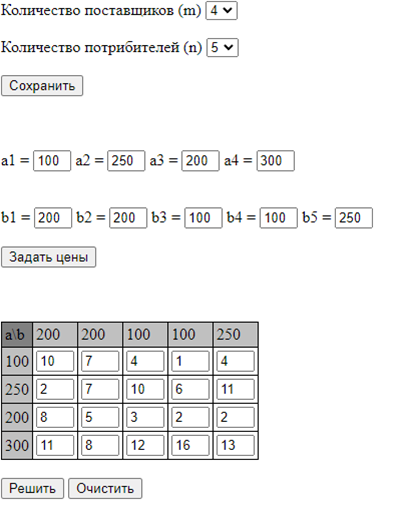 Количество поставщиков (m) 4
Количество потребителей (n) 5
Сохранить
a1 = 100 a2 = 250 a3 = 200 a4 = 300
b1 = 200 b2 = 200 b3 = 100 b4 = 100 b5 = 250
Задать цены
a\b 200 200 100 100 250
100 10 7 4 1 4
250 2 7 10 6 11
200 8 5 3 2 2
300 11 8 12 16 13
Решить Очистить